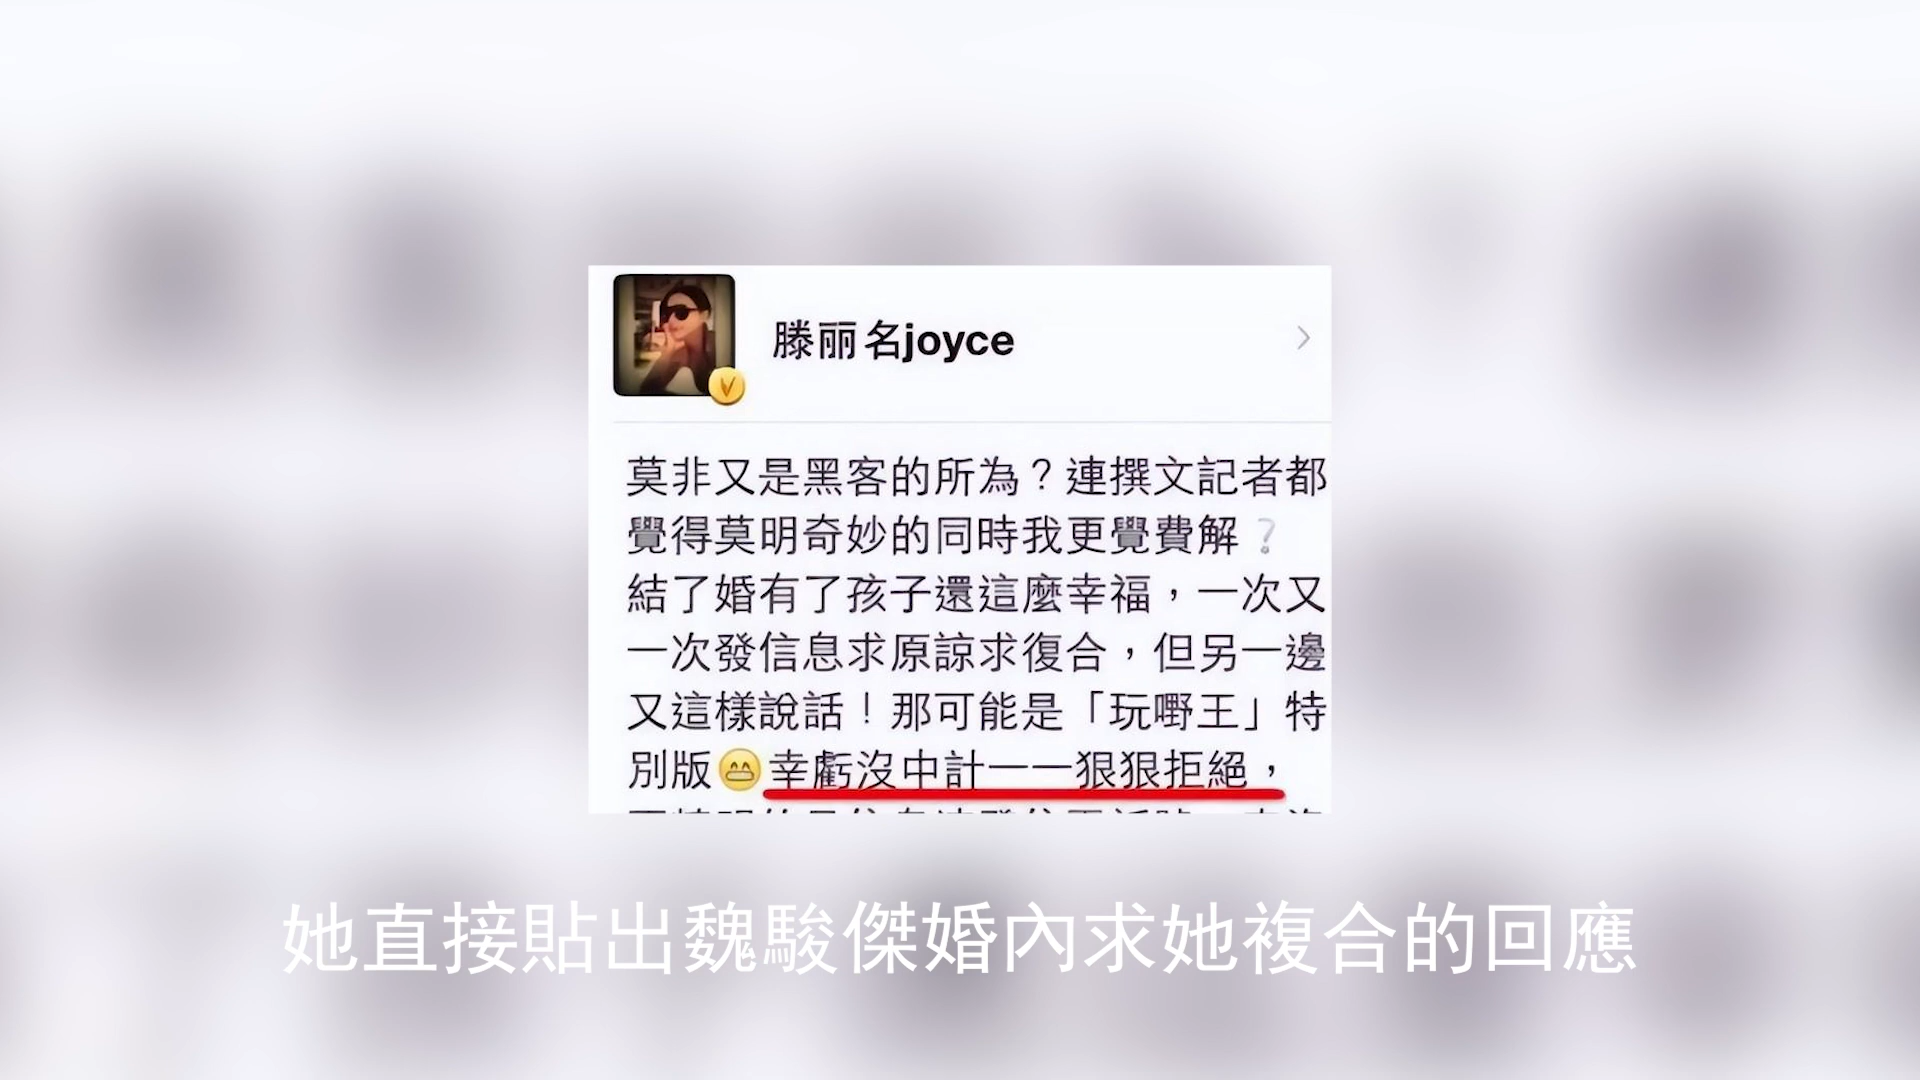 滕丽名joyce
莫非又是黑客的所為？連撰文記者都
覺得莫明奇妙的同時我更覺費解❔
結了婚有了孩子還這麼幸福，一次又
一次發信息求原諒求復合，但另一邊
又這樣說話！那可能是「玩嘢王」特
別版😁幸虧沒中計一一狠狠拒絕，
她直接貼出魏駿傑婚內求她複合的回應